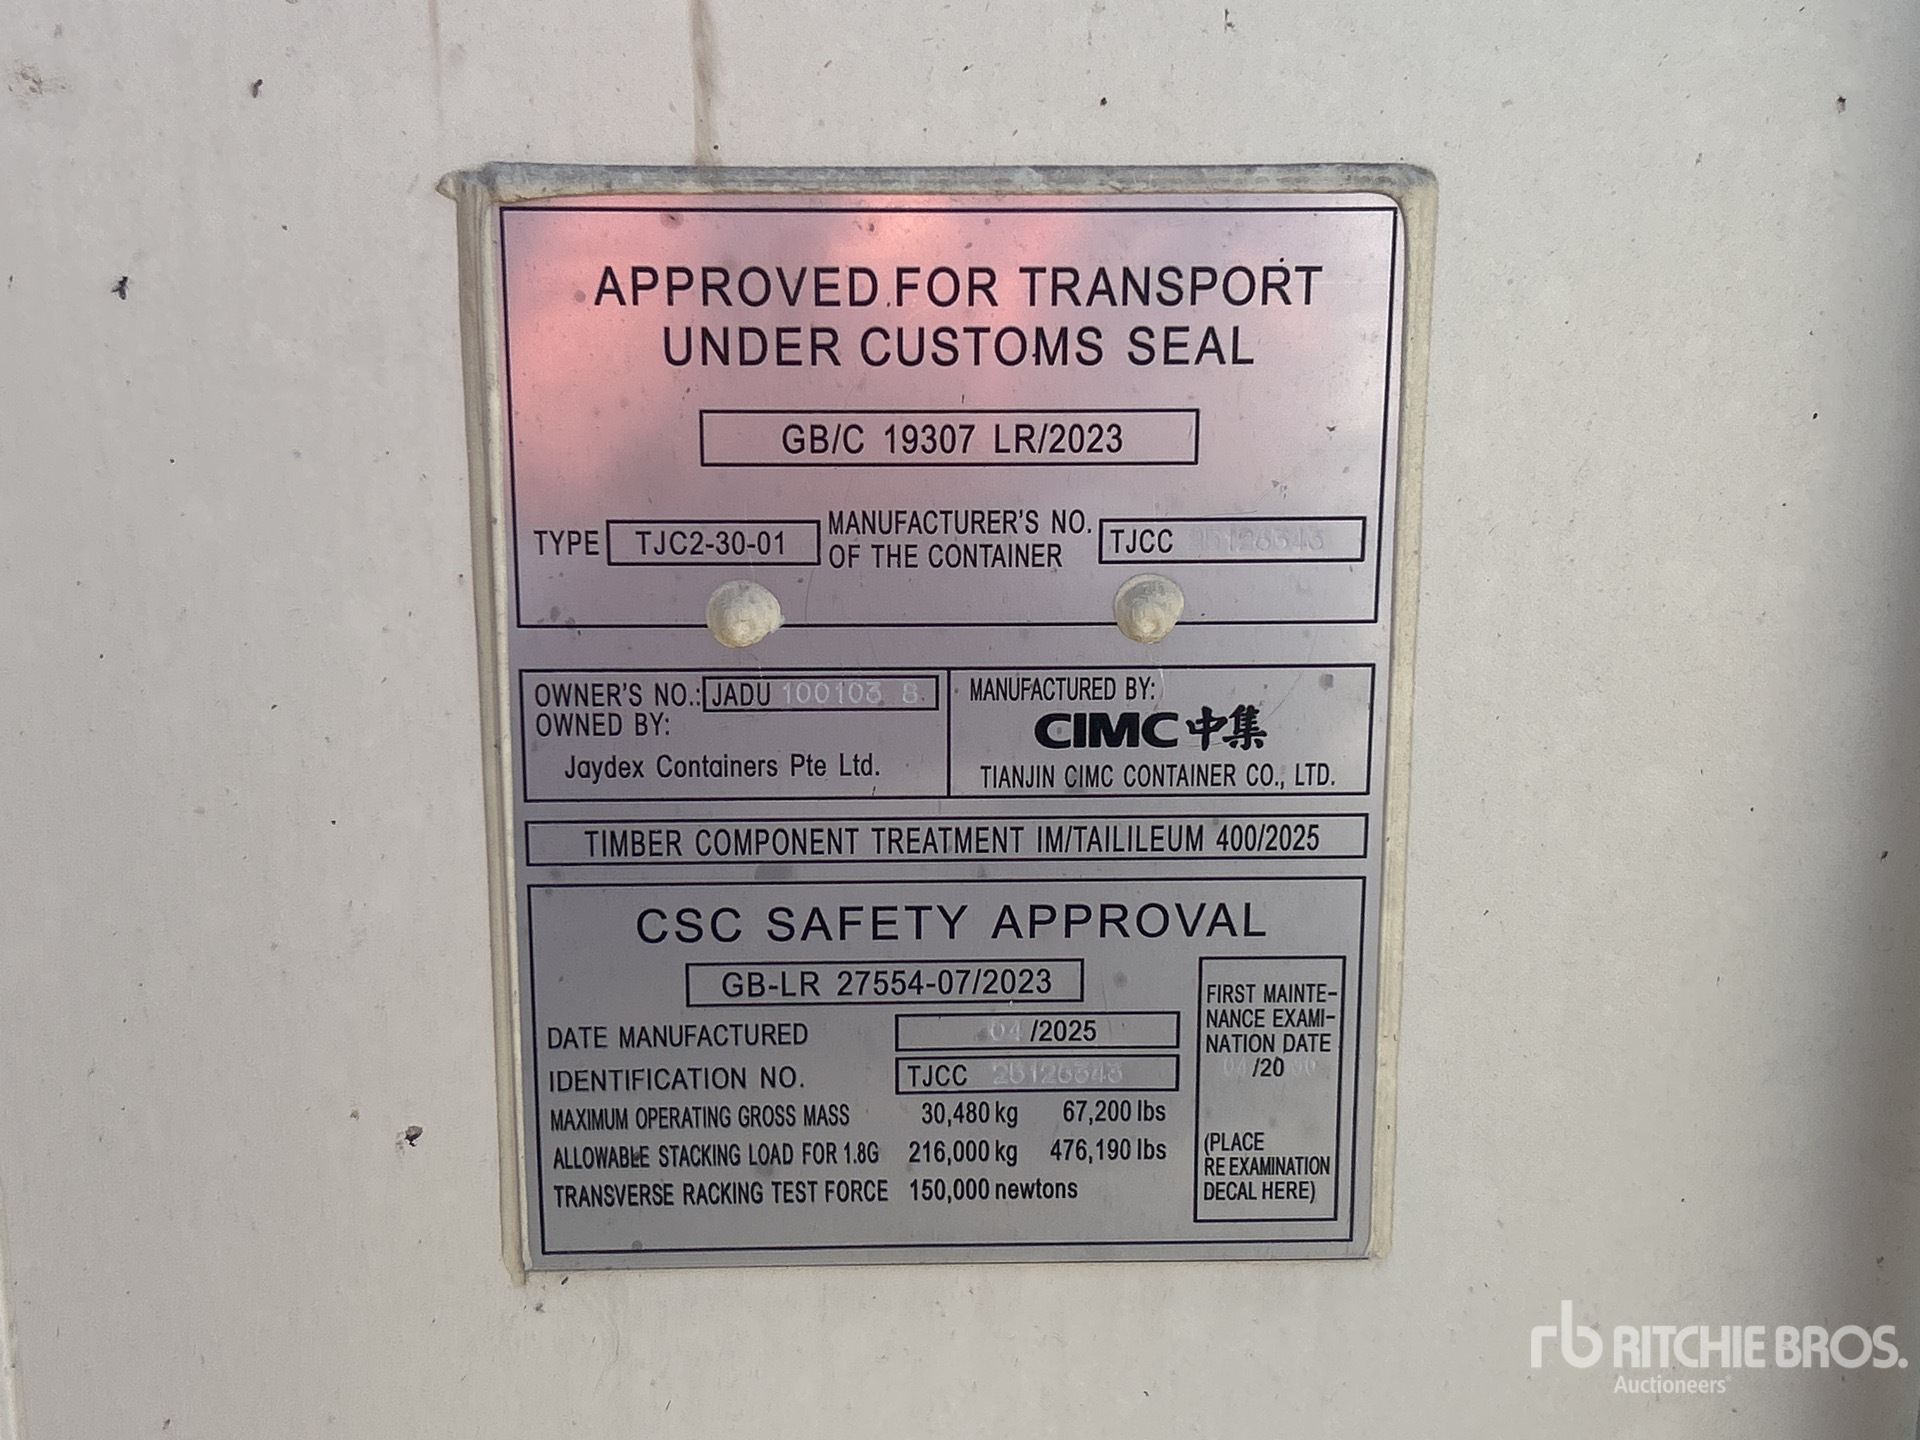 APPROVED FOR TRANSPORT
UNDER CUSTOMS SEAL
GB/C 19307 LR/2023
TYPE TJC2-30-01
MANUFACTURER'S NO.
OF THE CONTAINER
TJCC
OWNER'S NO.: JADU 100103 8
OWNED BY:
Jaydex Containers Pte Ltd.
MANUFACTURED BY:
CIMC中集
TIANJIN CIMC CONTAINER CO., LTD.
TIMBER COMPONENT TREATMENT IM/TAILILEUM 400/2025
CSC SAFETY APPROVAL
GB-LR 27554-07/2023
DATE MANUFACTURED 04/2025
IDENTIFICATION NO. TJCC
MAXIMUM OPERATING GROSS MASS 30,480 kg 67,200 lbs
ALLOWABLE STACKING LOAD FOR 1.8G 216,000 kg 476,190 lbs
TRANSVERSE RACKING TEST FORCE 150,000 newtons
FIRST MAINTE-
NANCE EXAMI-
NATION DATE
/20
(PLACE
RE EXAMINATION
DECAL HERE)
rb RITCHIE BROS.
Auctioneers